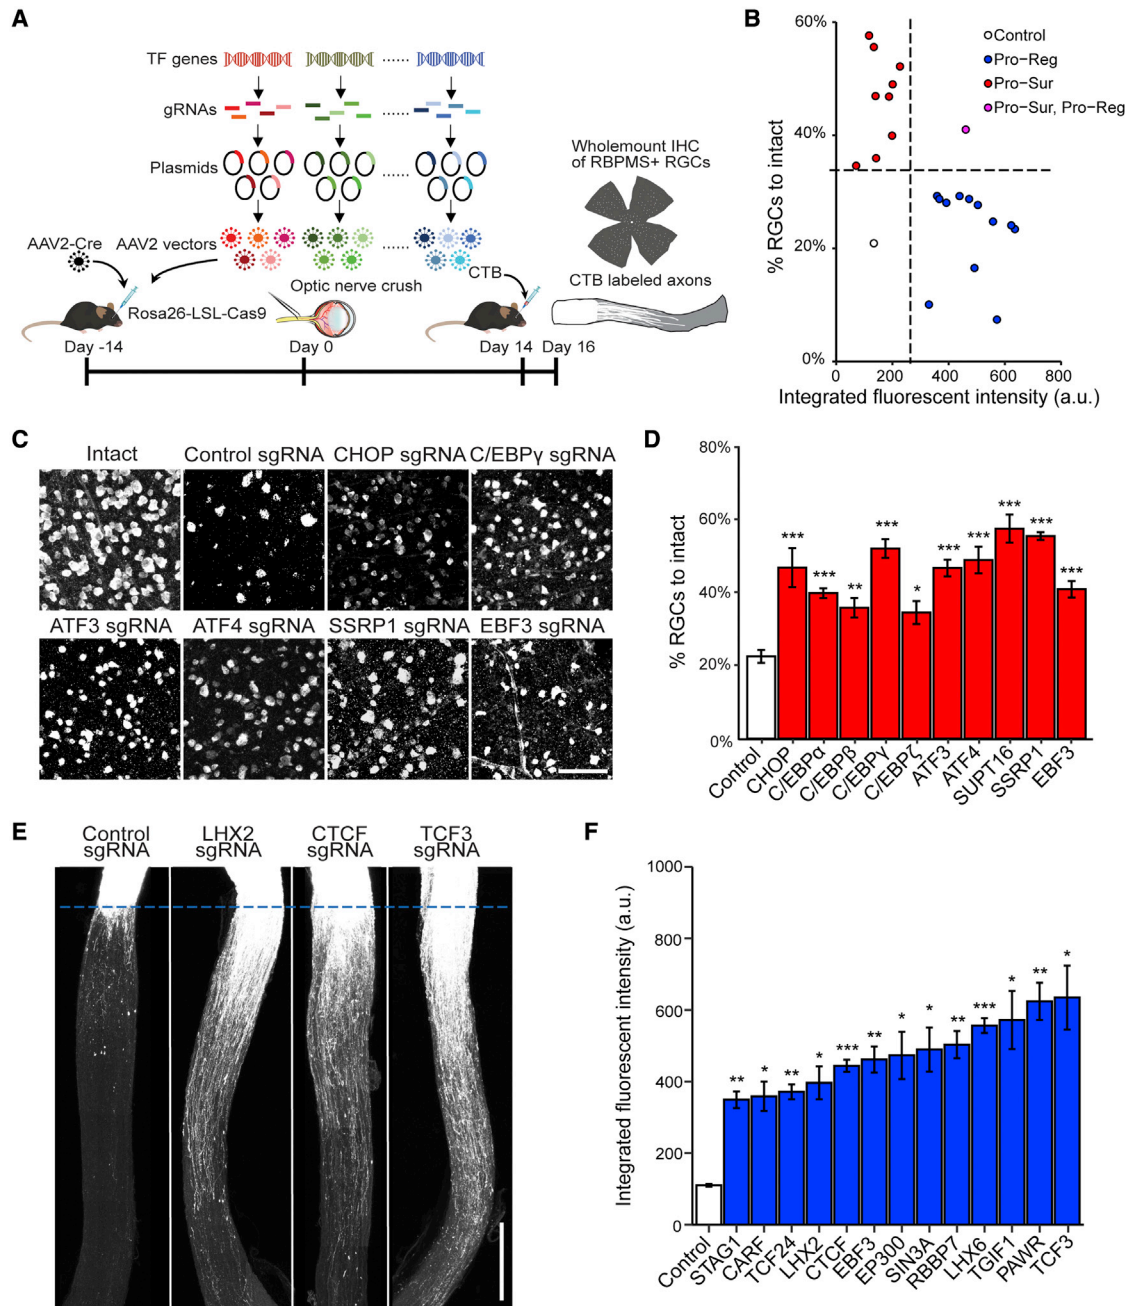 A
TF genes
gRNAs
Plasmids
AAV2-Cre
AAV2 vectors
Rosa26-LSL-Cas9
Optic nerve crush
CTB
Wholemount IHC
of RBPMS+ RGCs
CTB labeled axons
Day -14
Day 0
Day 14
Day 16
B
% RGCs to intact
60%
40%
20%
0%
0
200
400
600
800
Integrated fluorescent intensity (a.u.)
Control
Pro-Reg
Pro-Sur
Pro-Sur, Pro-Reg
C
Intact
Control sgRNA
CHOP sgRNA
C/EBPγ sgRNA
ATF3 sgRNA
ATF4 sgRNA
SSRP1 sgRNA
EBF3 sgRNA
D
% RGCs to intact
80%
60%
40%
20%
0%
***
***
**
***
*
***
***
***
***
***
Control
CHOP
C/EBPα
C/EBPβ
C/EBPγ
C/EBPζ
ATF3
ATF4
SUPT16
SSRP1
EBF3
E
Control
sgRNA
LHX2
sgRNA
CTCF
sgRNA
TCF3
sgRNA
F
Integrated fluorescent intensity (a.u.)
1000
800
600
400
200
0
**
*
**
*
***
**
*
*
**
***
*
**
*
Control
STAG1
CARF
TCF24
LHX2
CTCF
EBF3
EP300
SIN3A
RBBP7
LHX6
TGIF1
PAWR
TCF3